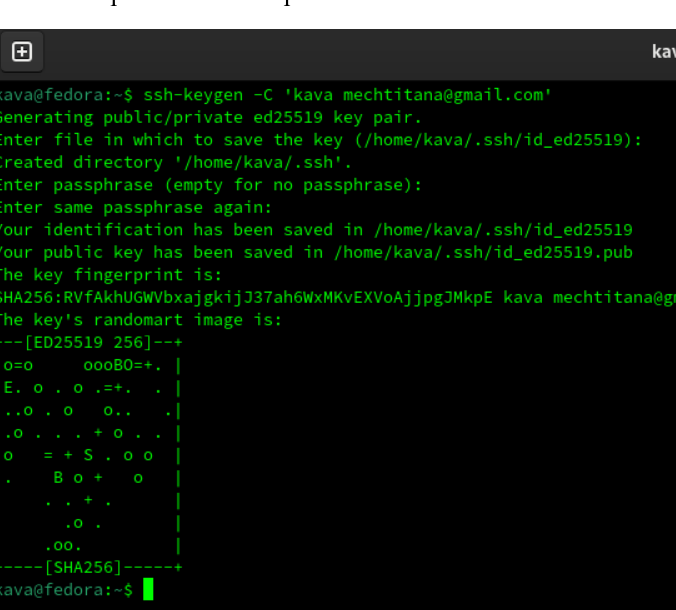 kav
kava@fedora:~$ ssh-keygen -C 'kava mechtitana@gmail.com'
Generating public/private ed25519 key pair.
Enter file in which to save the key (/home/kava/.ssh/id_ed25519):
Created directory '/home/kava/.ssh'.
Enter passphrase (empty for no passphrase):
Enter same passphrase again:
Your identification has been saved in /home/kava/.ssh/id_ed25519
Your public key has been saved in /home/kava/.ssh/id_ed25519.pub
The key fingerprint is:
SHA256:RVfAkhUGWVbxajgkijJ37ah6WxMKvEXVoAjjpgJMkpE kava mechtitana@gm
The key's randomart image is:
---[ED25519 256]--+
o=o      oooBO=+. |
E. o . o .=+.  .  |
..o . o   o..    .|
.o . . . + o . .  |
o   = + S . o o   |
.    B o +   o    |
    . . + .       |
      .o .        |
    .oo.          |
-----[SHA256]-----+
kava@fedora:~$